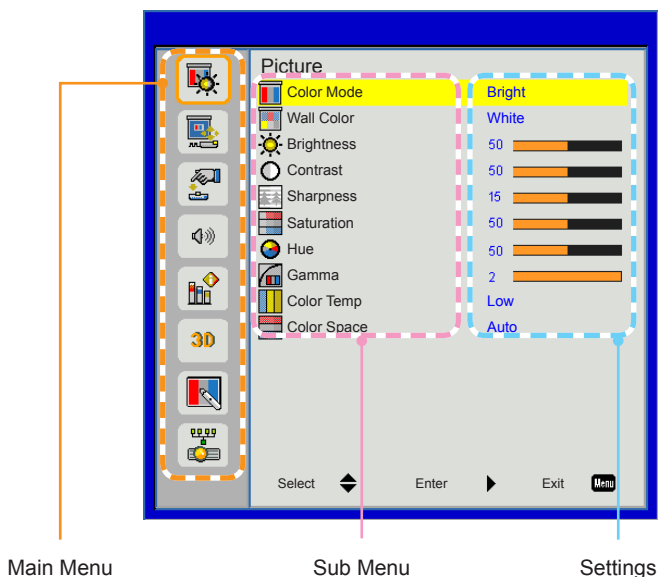 Picture
Color Mode Bright
Wall Color White
Brightness 50
Contrast 50
Sharpness 15
Saturation 50
Hue 50
Gamma 2
Color Temp Low
Color Space Auto
3D
Select Enter Exit Menu
Main Menu Sub Menu Settings